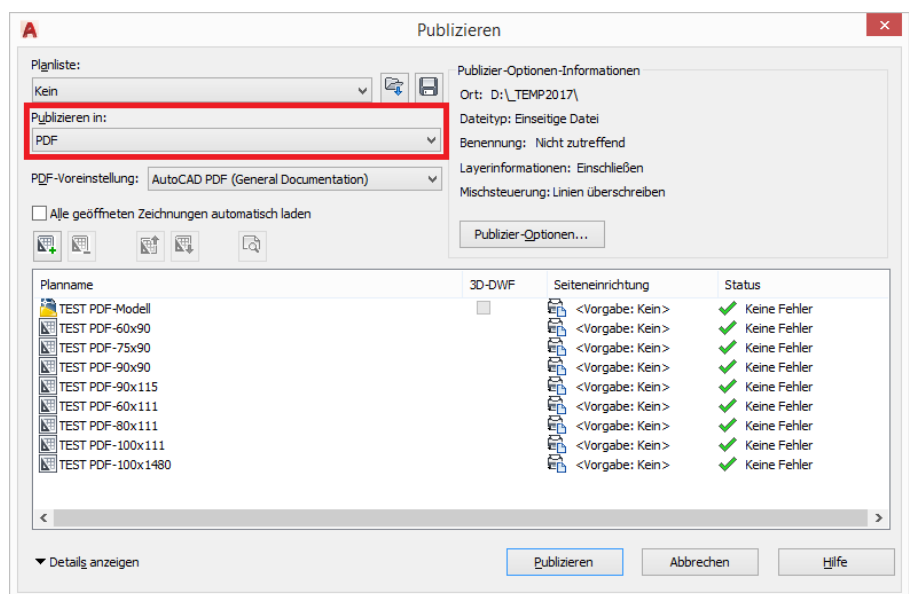 Publizieren
Planliste:
Kein
Publizieren in:
PDF
PDF-Voreinstellung: AutoCAD PDF (General Documentation)
Alle geöffneten Zeichnungen automatisch laden
Publizier-Optionen-Informationen
Ort: D:\_TEMP2017\
Dateityp: Einseitige Datei
Benennung: Nicht zutreffend
Layerinformationen: Einschließen
Mischsteuerung: Linien überschreiben
Publizier-Optionen...
Planname 3D-DWF Seiteneinrichtung Status
TEST PDF-Modell <Vorgabe: Kein> Keine Fehler
TEST PDF-60x90 <Vorgabe: Kein> Keine Fehler
TEST PDF-75x90 <Vorgabe: Kein> Keine Fehler
TEST PDF-90x90 <Vorgabe: Kein> Keine Fehler
TEST PDF-90x115 <Vorgabe: Kein> Keine Fehler
TEST PDF-60x111 <Vorgabe: Kein> Keine Fehler
TEST PDF-80x111 <Vorgabe: Kein> Keine Fehler
TEST PDF-100x111 <Vorgabe: Kein> Keine Fehler
TEST PDF-100x1480 <Vorgabe: Kein> Keine Fehler
Details anzeigen
Publizieren Abbrechen Hilfe